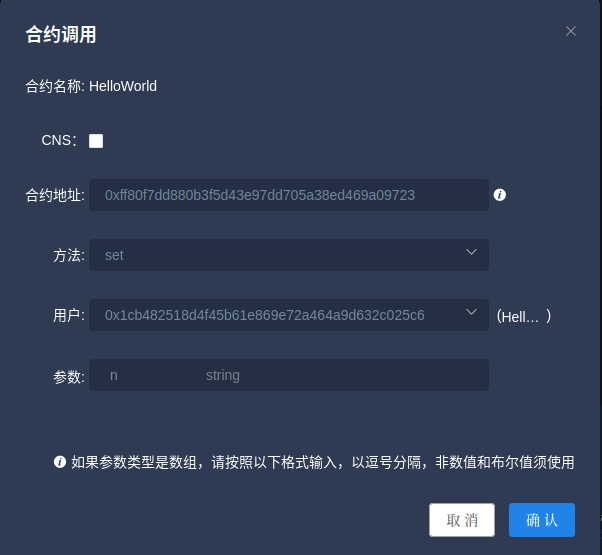 合约调用
合约名称: HelloWorld
CNS:
合约地址: 0xff80f7dd880b3f5d43e97dd705a38ed469a09723
方法: set
用户: 0x1cb482518d4f45b61e869e72a464a9d632c025c6 (Hell... )
参数: n string
如果参数类型是数组，请按照以下格式输入，以逗号分隔，非数值和布尔值须使用
取 消 确 认